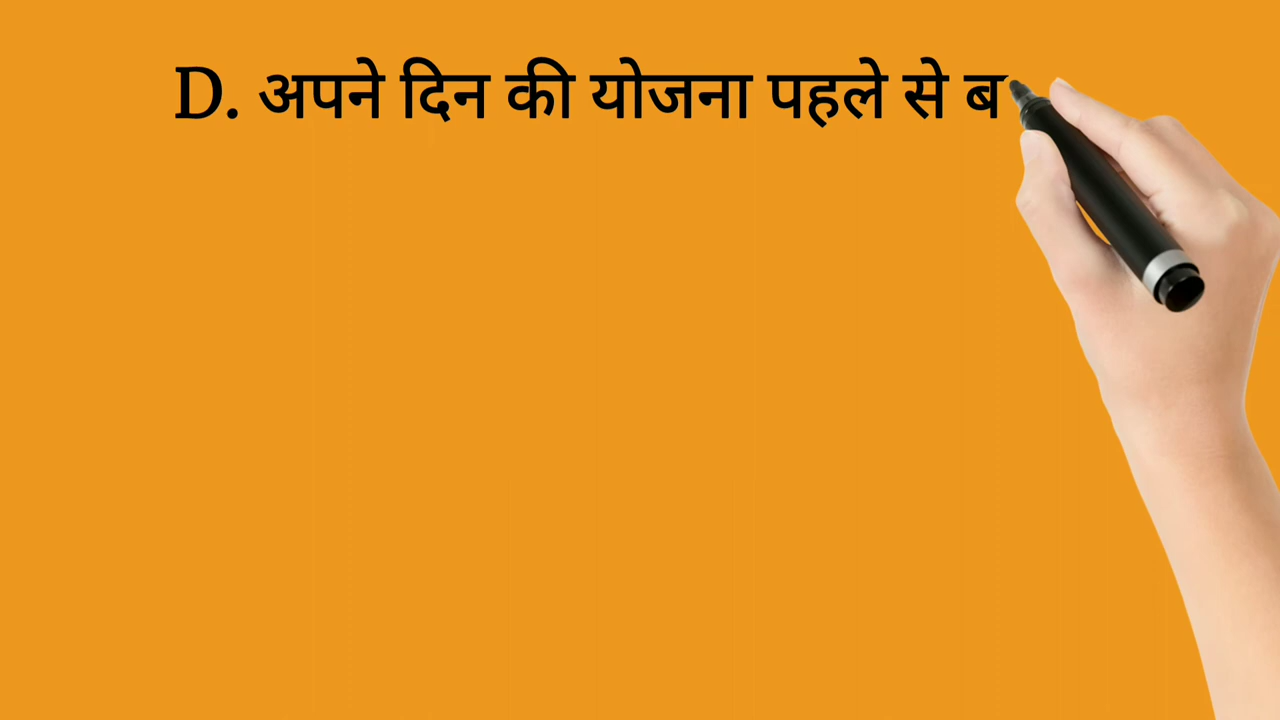 D. अपने दिन की योजना पहले से ब